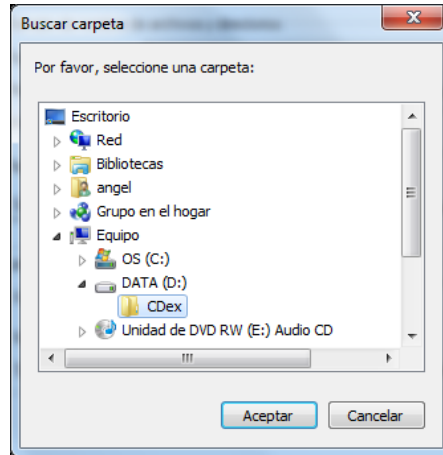 Buscar carpeta
Por favor, seleccione una carpeta:
Escritorio
Red
Bibliotecas
angel
Grupo en el hogar
Equipo
OS (C:)
DATA (D:)
CDex
Unidad de DVD RW (E:) Audio CD
Aceptar
Cancelar